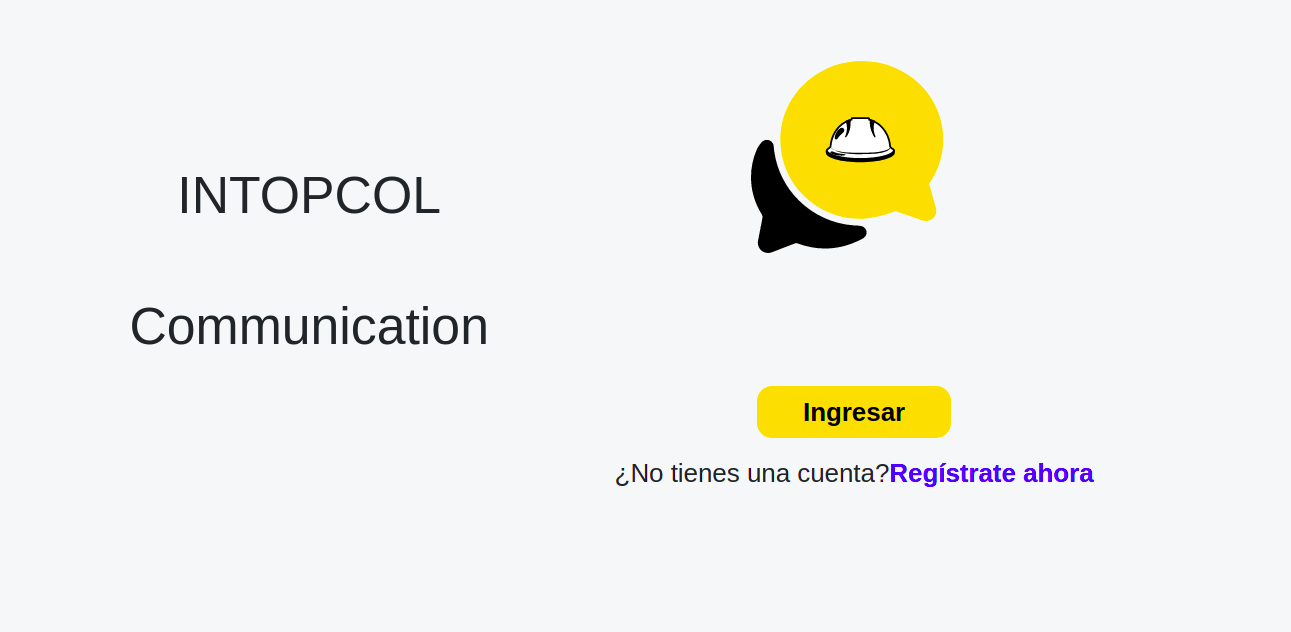 INTOPCOL
Communication
Ingresar
¿No tienes una cuenta?Regístrate ahora